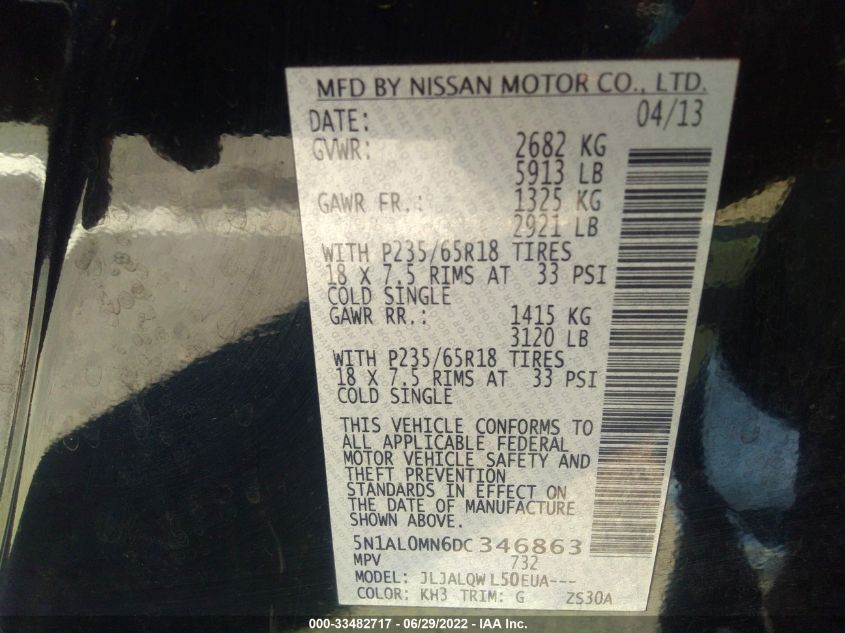 MFD BY NISSAN MOTOR CO., LTD.
DATE: 04/13
GVWR: 2682 KG
5913 LB
GAWR FR.: 1325 KG
2921 LB
WITH P235/65R18 TIRES
18 X 7.5 RIMS AT 33 PSI
COLD SINGLE
GAWR RR.: 1415 KG
3120 LB
WITH P235/65R18 TIRES
18 X 7.5 RIMS AT 33 PSI
COLD SINGLE
THIS VEHICLE CONFORMS TO
ALL APPLICABLE FEDERAL
MOTOR VEHICLE SAFETY AND
THEFT PREVENTION
STANDARDS IN EFFECT ON
THE DATE OF MANUFACTURE
SHOWN ABOVE.
5N1AL0MN6DC 346863
MPV 732
MODEL: JLJALQW L50EUA---
COLOR: KH3 TRIM: G ZS30A
000-33482717 - 06/29/2022 - IAA Inc.